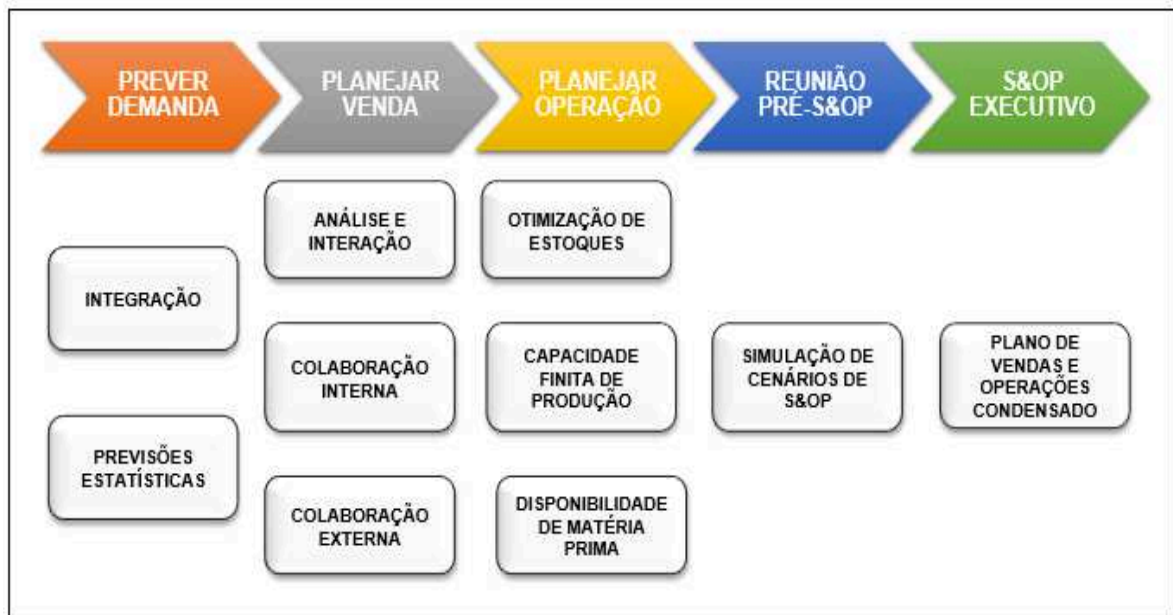 PREVER
DEMANDA
PLANEJAR
VENDA
PLANEJAR
OPERAÇÃO
REUNIÃO
PRÉ-S&OP
S&OP
EXECUTIVO
INTEGRAÇÃO
PREVISÕES
ESTATÍSTICAS
ANÁLISE E
INTERAÇÃO
COLABORAÇÃO
INTERNA
COLABORAÇÃO
EXTERNA
OTIMIZAÇÃO DE
ESTOQUES
CAPACIDADE
FINITA DE
PRODUÇÃO
DISPONIBILIDADE
DE MATÉRIA
PRIMA
SIMULAÇÃO DE
CENÁRIOS DE
S&OP
PLANO DE
VENDAS E
OPERAÇÕES
CONDENSADO